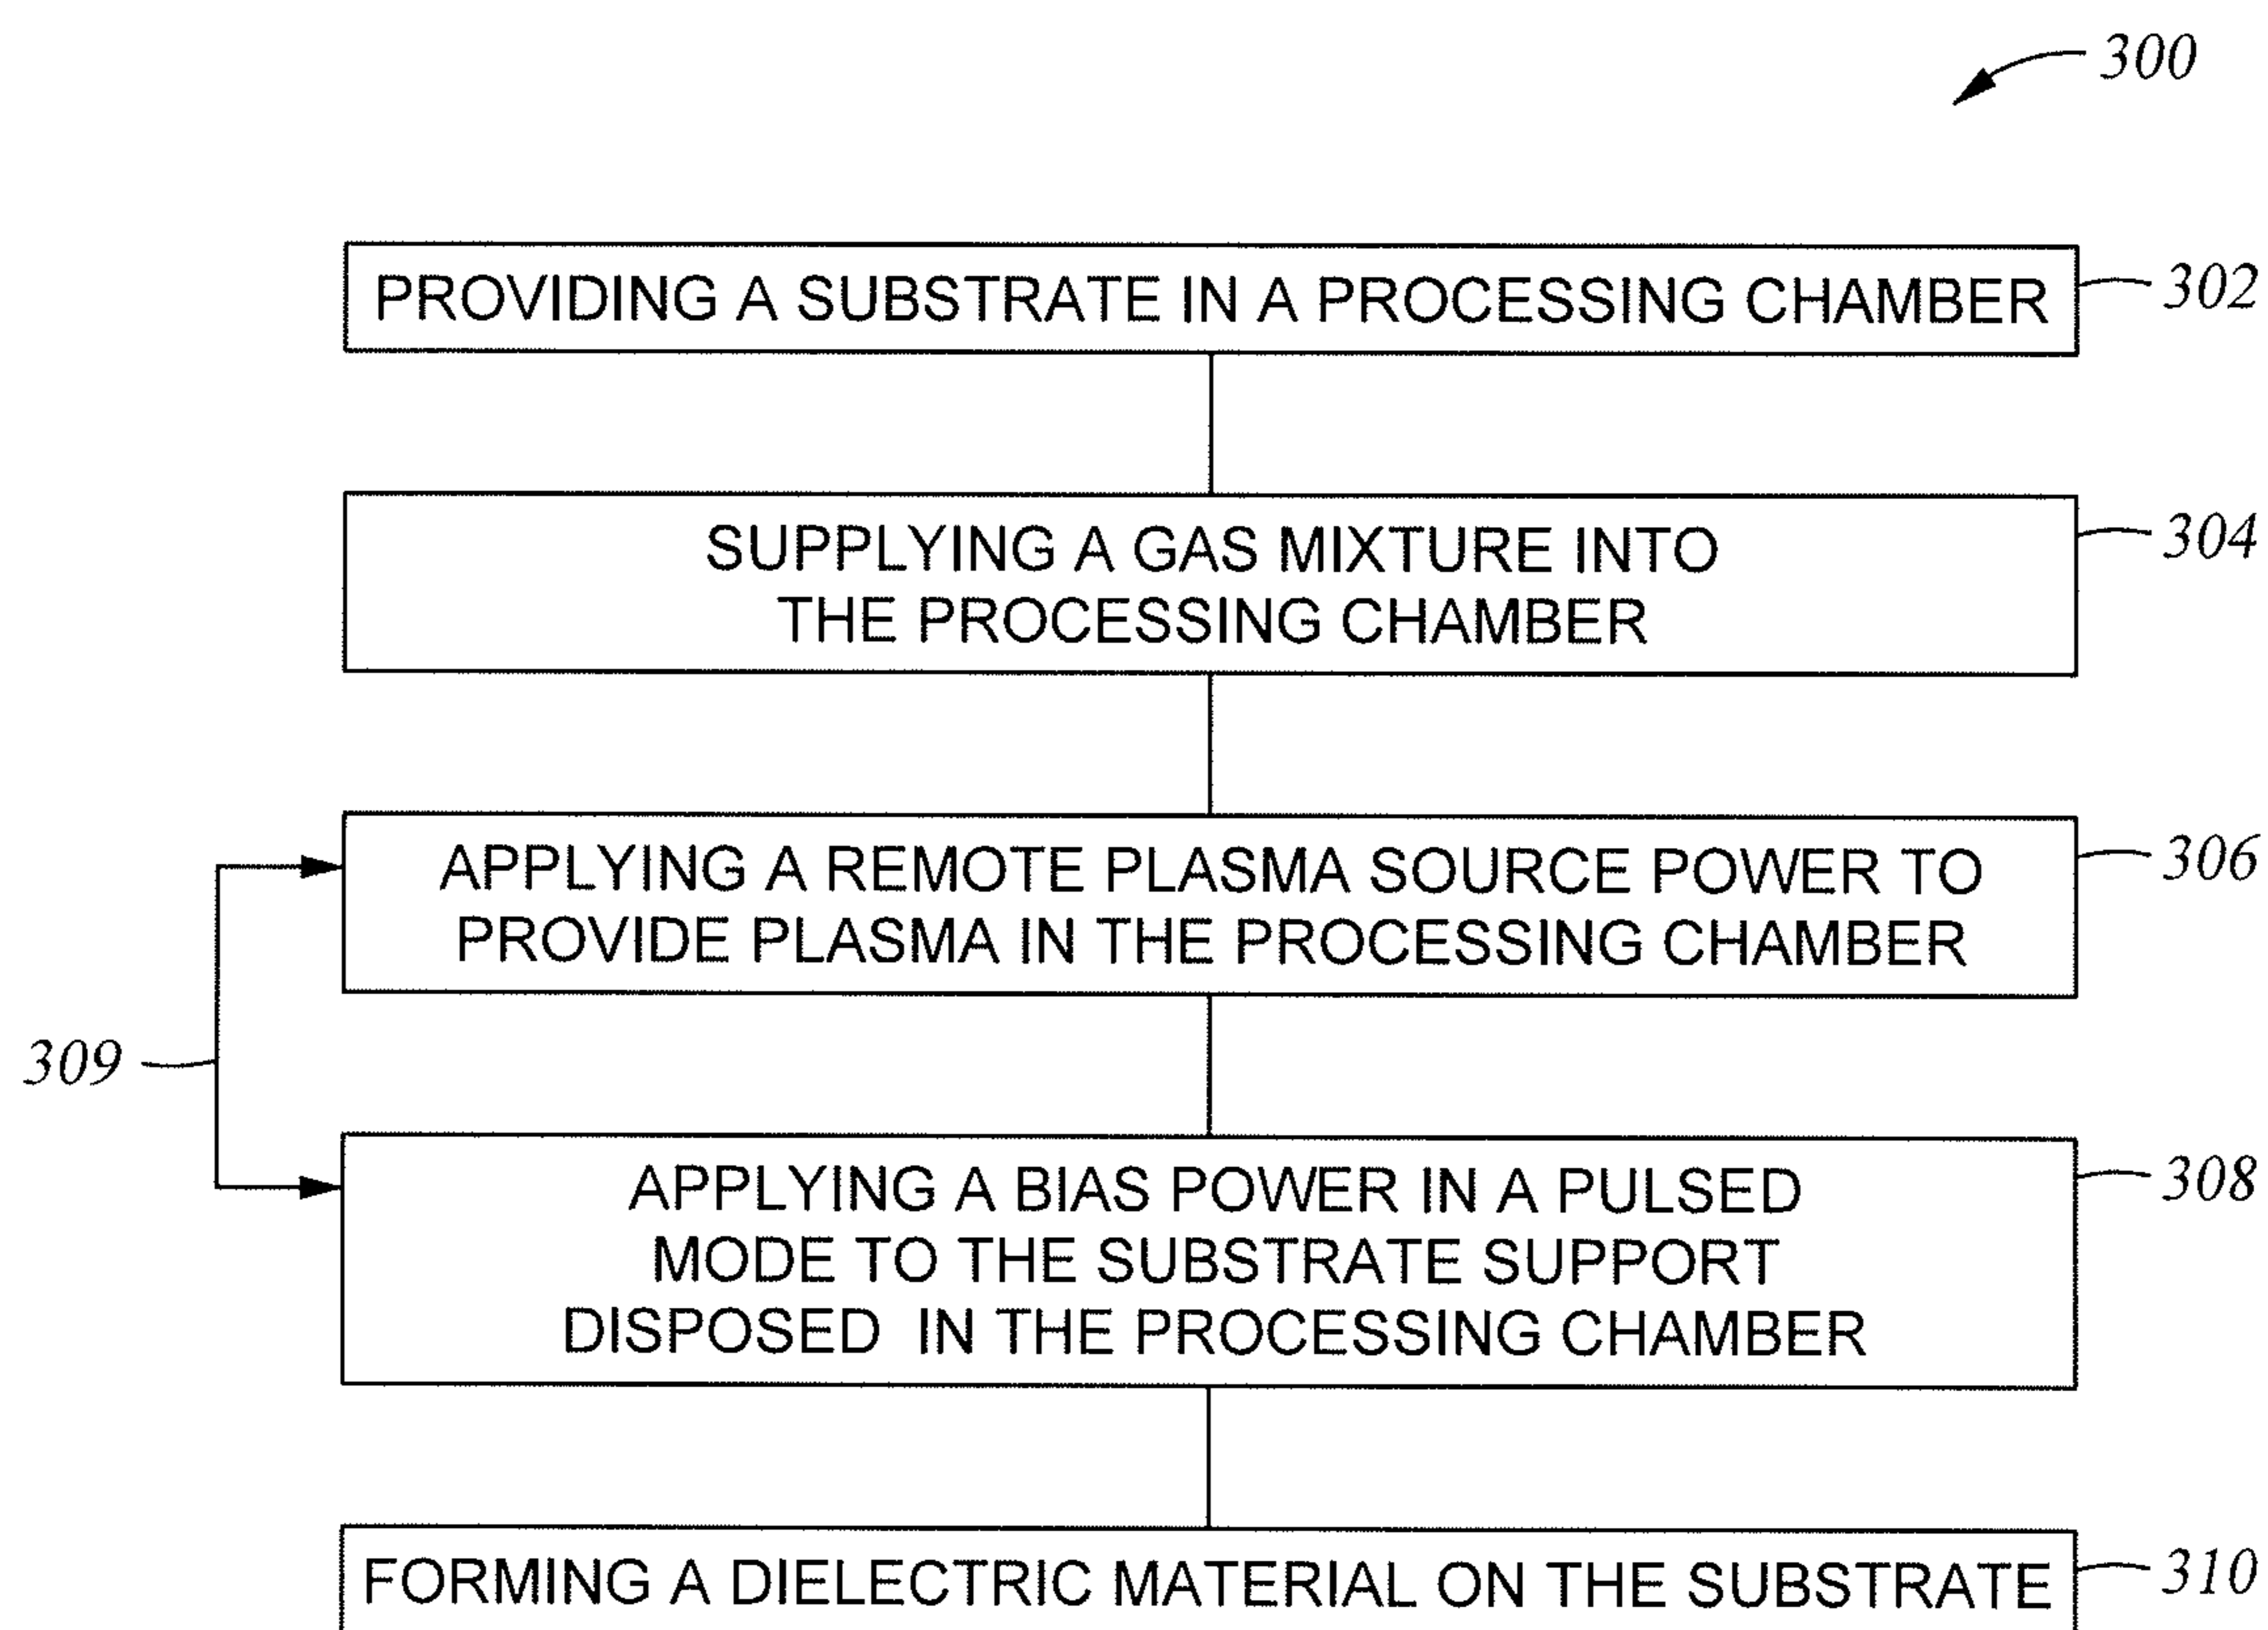 300
PROVIDING A SUBSTRATE IN A PROCESSING CHAMBER
302
SUPPLYING A GAS MIXTURE INTO
THE PROCESSING CHAMBER
304
APPLYING A REMOTE PLASMA SOURCE POWER TO
PROVIDE PLASMA IN THE PROCESSING CHAMBER
306
309
APPLYING A BIAS POWER IN A PULSED
MODE TO THE SUBSTRATE SUPPORT
DISPOSED IN THE PROCESSING CHAMBER
308
FORMING A DIELECTRIC MATERIAL ON THE SUBSTRATE
310